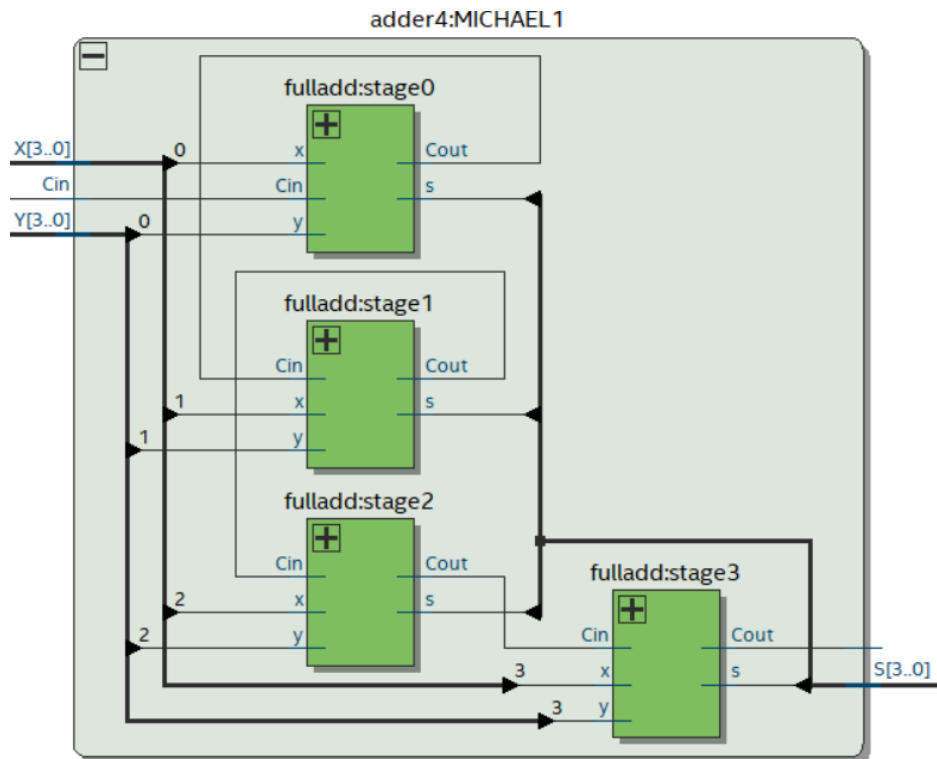 adder4:MICHAEL1
fulladd:stage0
X[3..0] 0 x Cout
Cin Cin s
Y[3..0] 0 y
fulladd:stage1
Cin Cout
1 x s
1 y
fulladd:stage2
Cin Cout
fulladd:stage3
2 x s
2 y Cin Cout
3 x s S[3..0]
3 y